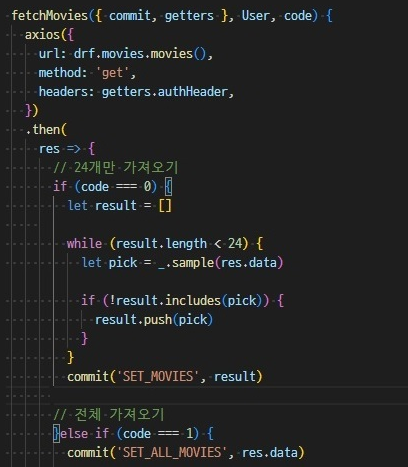 fetchMovies({ commit, getters }, User, code) {
axios({
url: drf.movies.movies(),
method: 'get',
headers: getters.authHeader,
})
.then(
res => {
// 24개만 가져오기
if (code === 0) {
let result = []
while (result.length < 24) {
let pick = _.sample(res.data)
if (!result.includes(pick)) {
result.push(pick)
}
}
commit('SET_MOVIES', result)
// 전체 가져오기
}else if (code === 1) {
commit('SET_ALL_MOVIES', res.data)